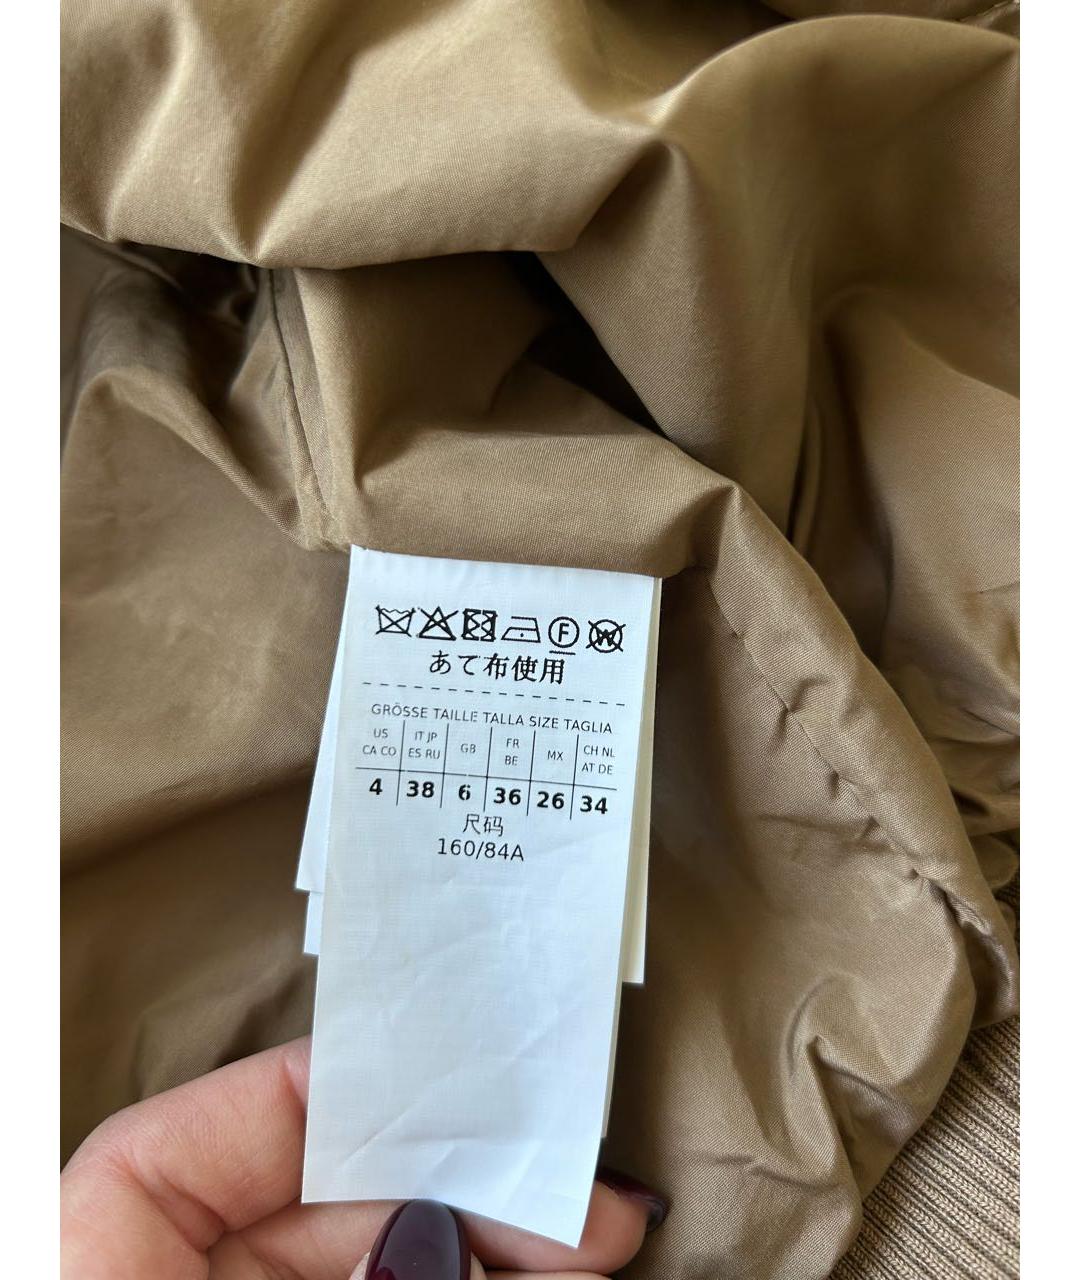 F W
あて布使用
GRÖSSE TAILLE TALLA SIZE TAGLIA
US CA CO IT JP ES RU GB FR BE MX CH NL AT DE
4 38 6 36 26 34
尺码
160/84A